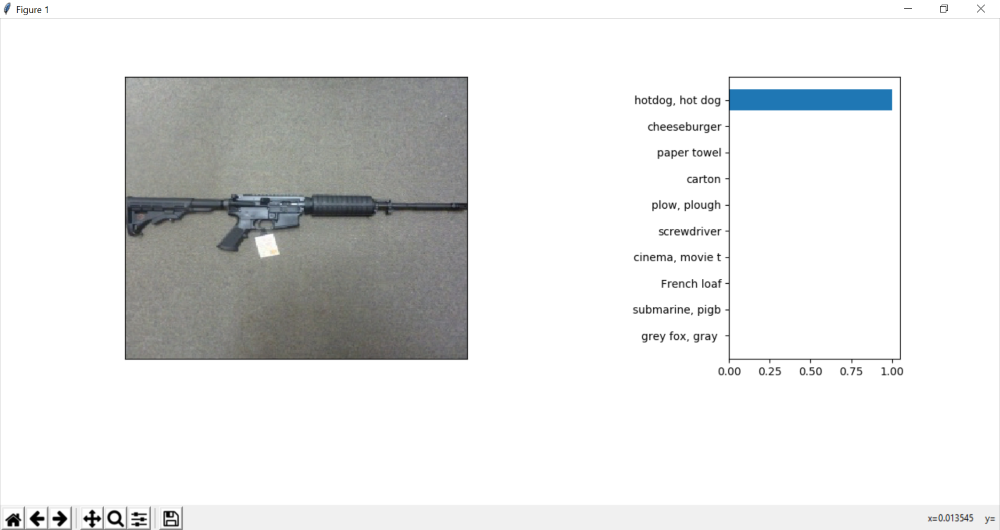 Figure 1
hotdog, hot dog
cheeseburger
paper towel
carton
plow, plough
screwdriver
cinema, movie t
French loaf
submarine, pigb
grey fox, gray
0.00 0.25 0.50 0.75 1.00
x=0.013545 y=